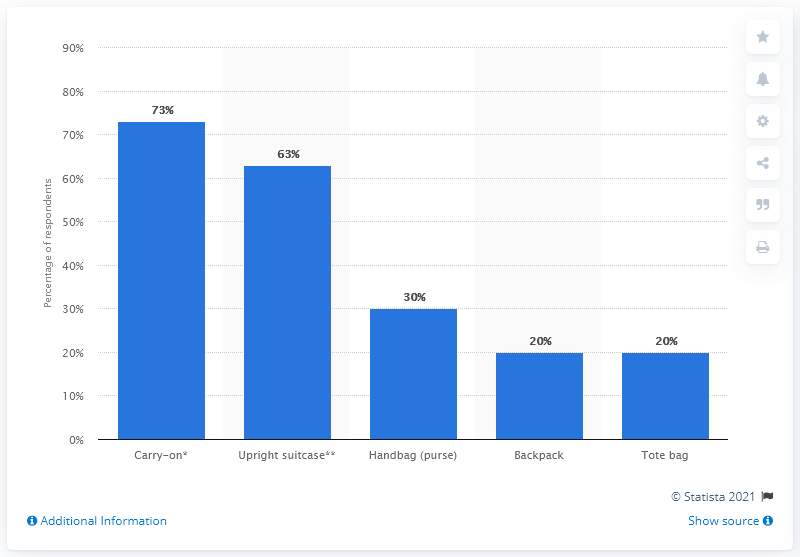 90%
80%
70%
60%
50%
40%
30%
20%
10%
0%
Percentage of respondents
73%
63%
30%
20%
20%
Carry-on*
Upright suitcase**
Handbag (purse)
Backpack
Tote bag
© Statista 2021
Additional Information
Show source